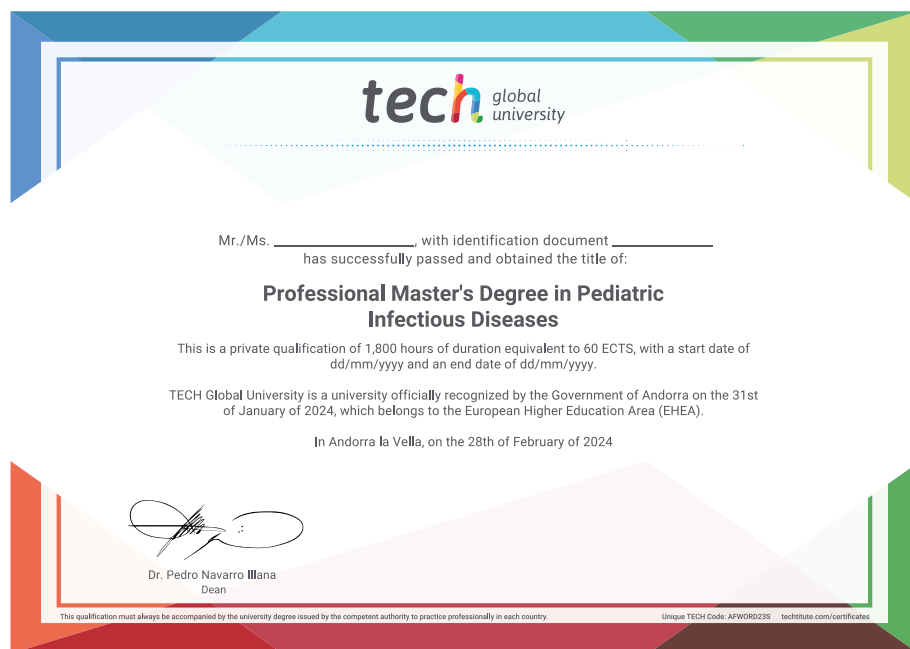 tech global
university
Mr./Ms. ____________, with identification document ____________
has successfully passed and obtained the title of:
Professional Master's Degree in Pediatric
Infectious Diseases
This is a private qualification of 1,800 hours of duration equivalent to 60 ECTS, with a start date of
dd/mm/yyyy and an end date of dd/mm/yyyy.
TECH Global University is a university officially recognized by the Government of Andorra on the 31st
of January of 2024, which belongs to the European Higher Education Area (EHEA).
In Andorra la Vella, on the 28th of February of 2024
Dr. Pedro Navarro Illana
Dean
This qualification must always be accompanied by the university degree issued by the competent authority to practice professionally in each country.
Unique TECH Code: AFWORD23S techtitute.com/certificates